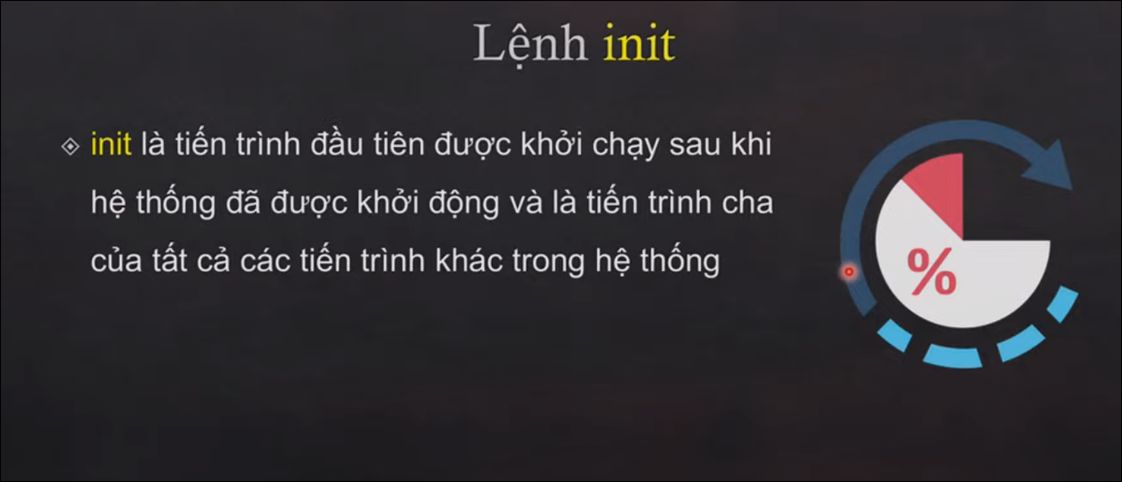 Lệnh init
init là tiến trình đầu tiên được khởi chạy sau khi
hệ thống đã được khởi động và là tiến trình cha
của tất cả các tiến trình khác trong hệ thống
%